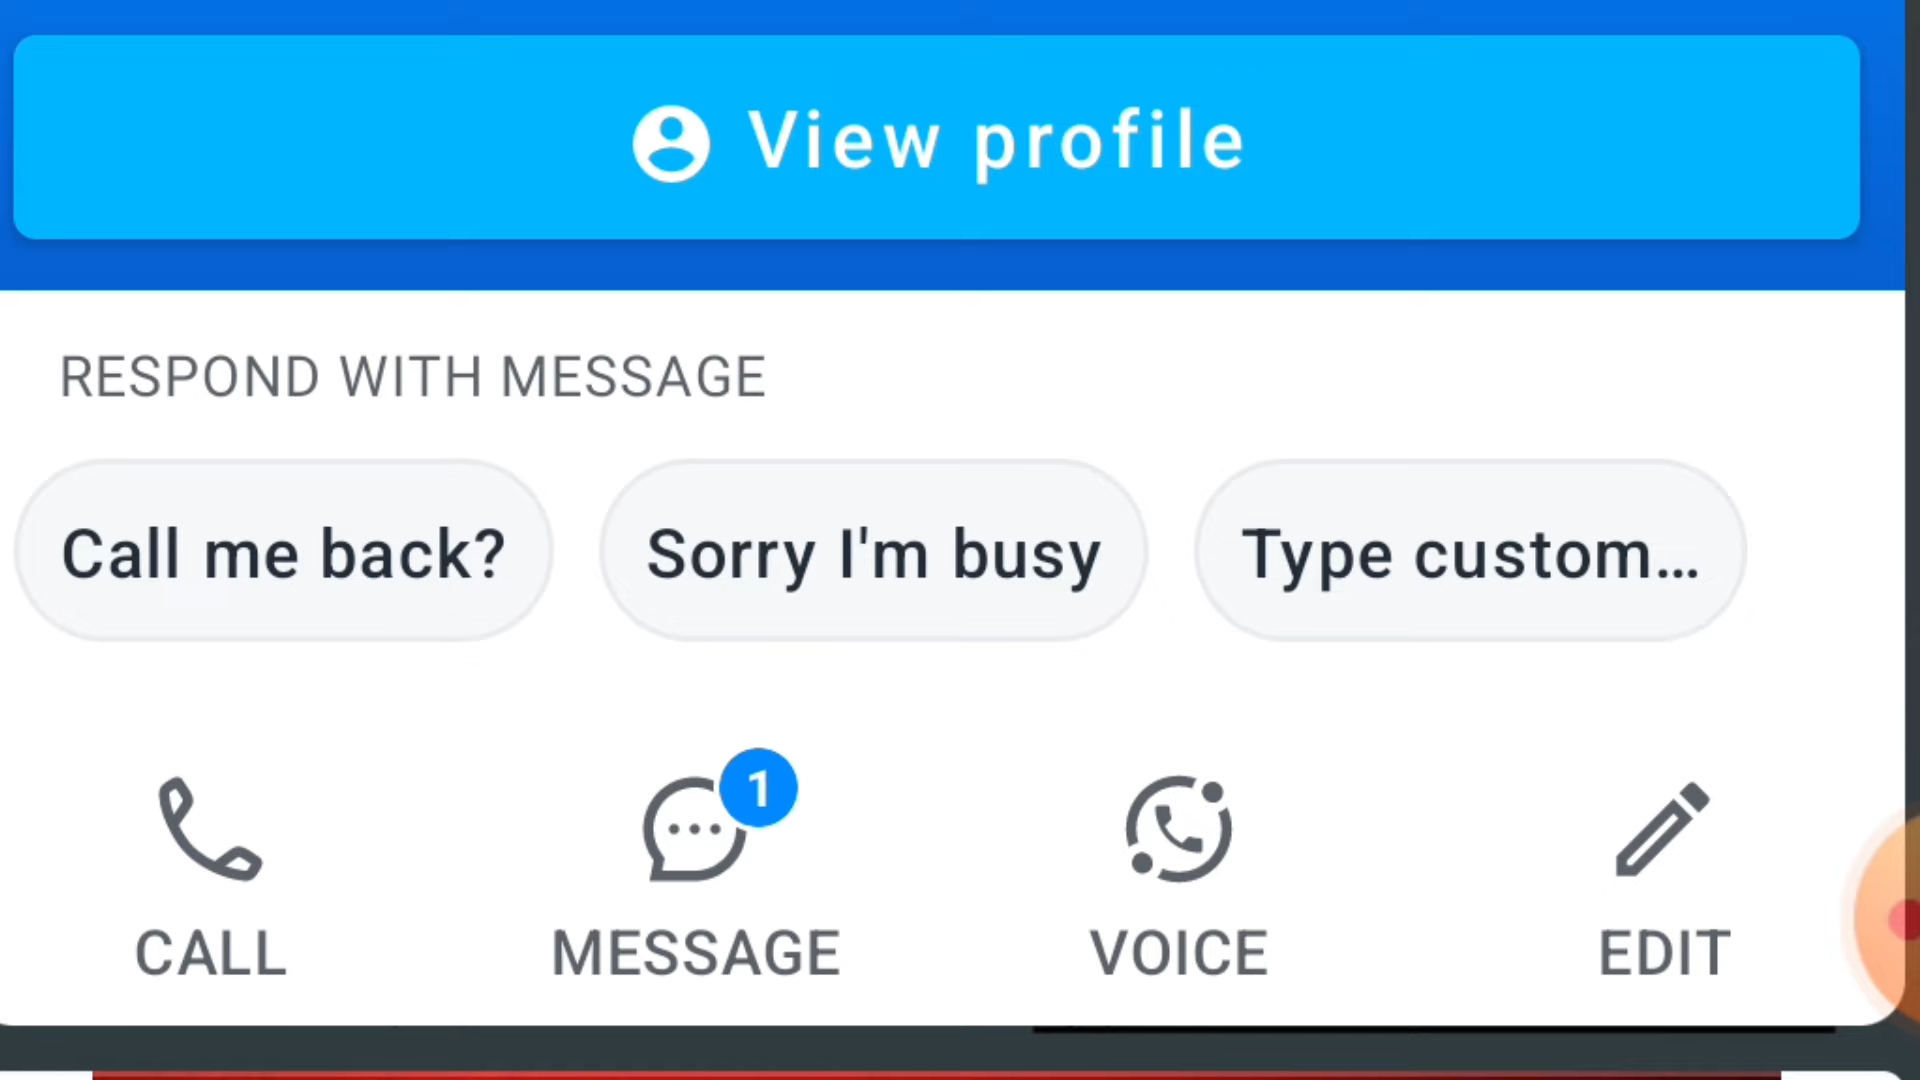 View profile
RESPOND WITH MESSAGE
Call me back?
Sorry I'm busy
Type custom...
1
CALL
MESSAGE
VOICE
EDIT